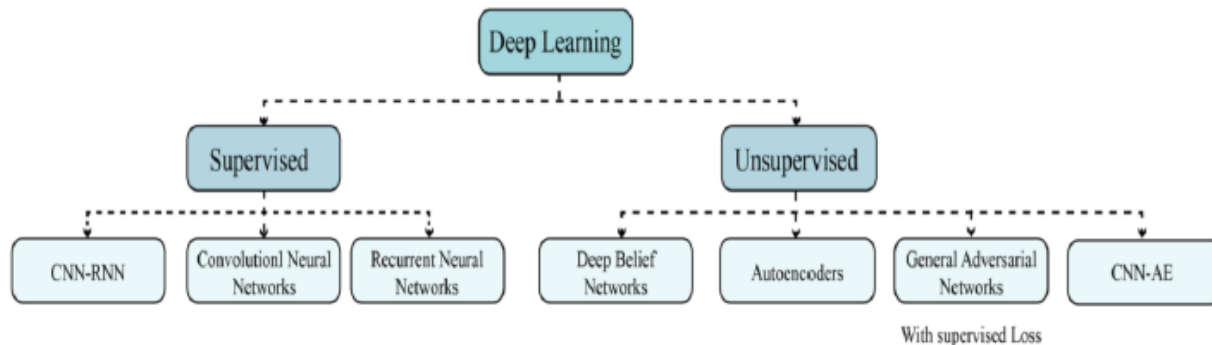 Deep Learning
Supervised
Unsupervised
CNN-RNN
Convolutionl Neural
Networks
Recurrent Neural
Networks
Deep Belief
Networks
Autoencoders
General Adversarial
Networks
CNN-AE
With supervised Loss